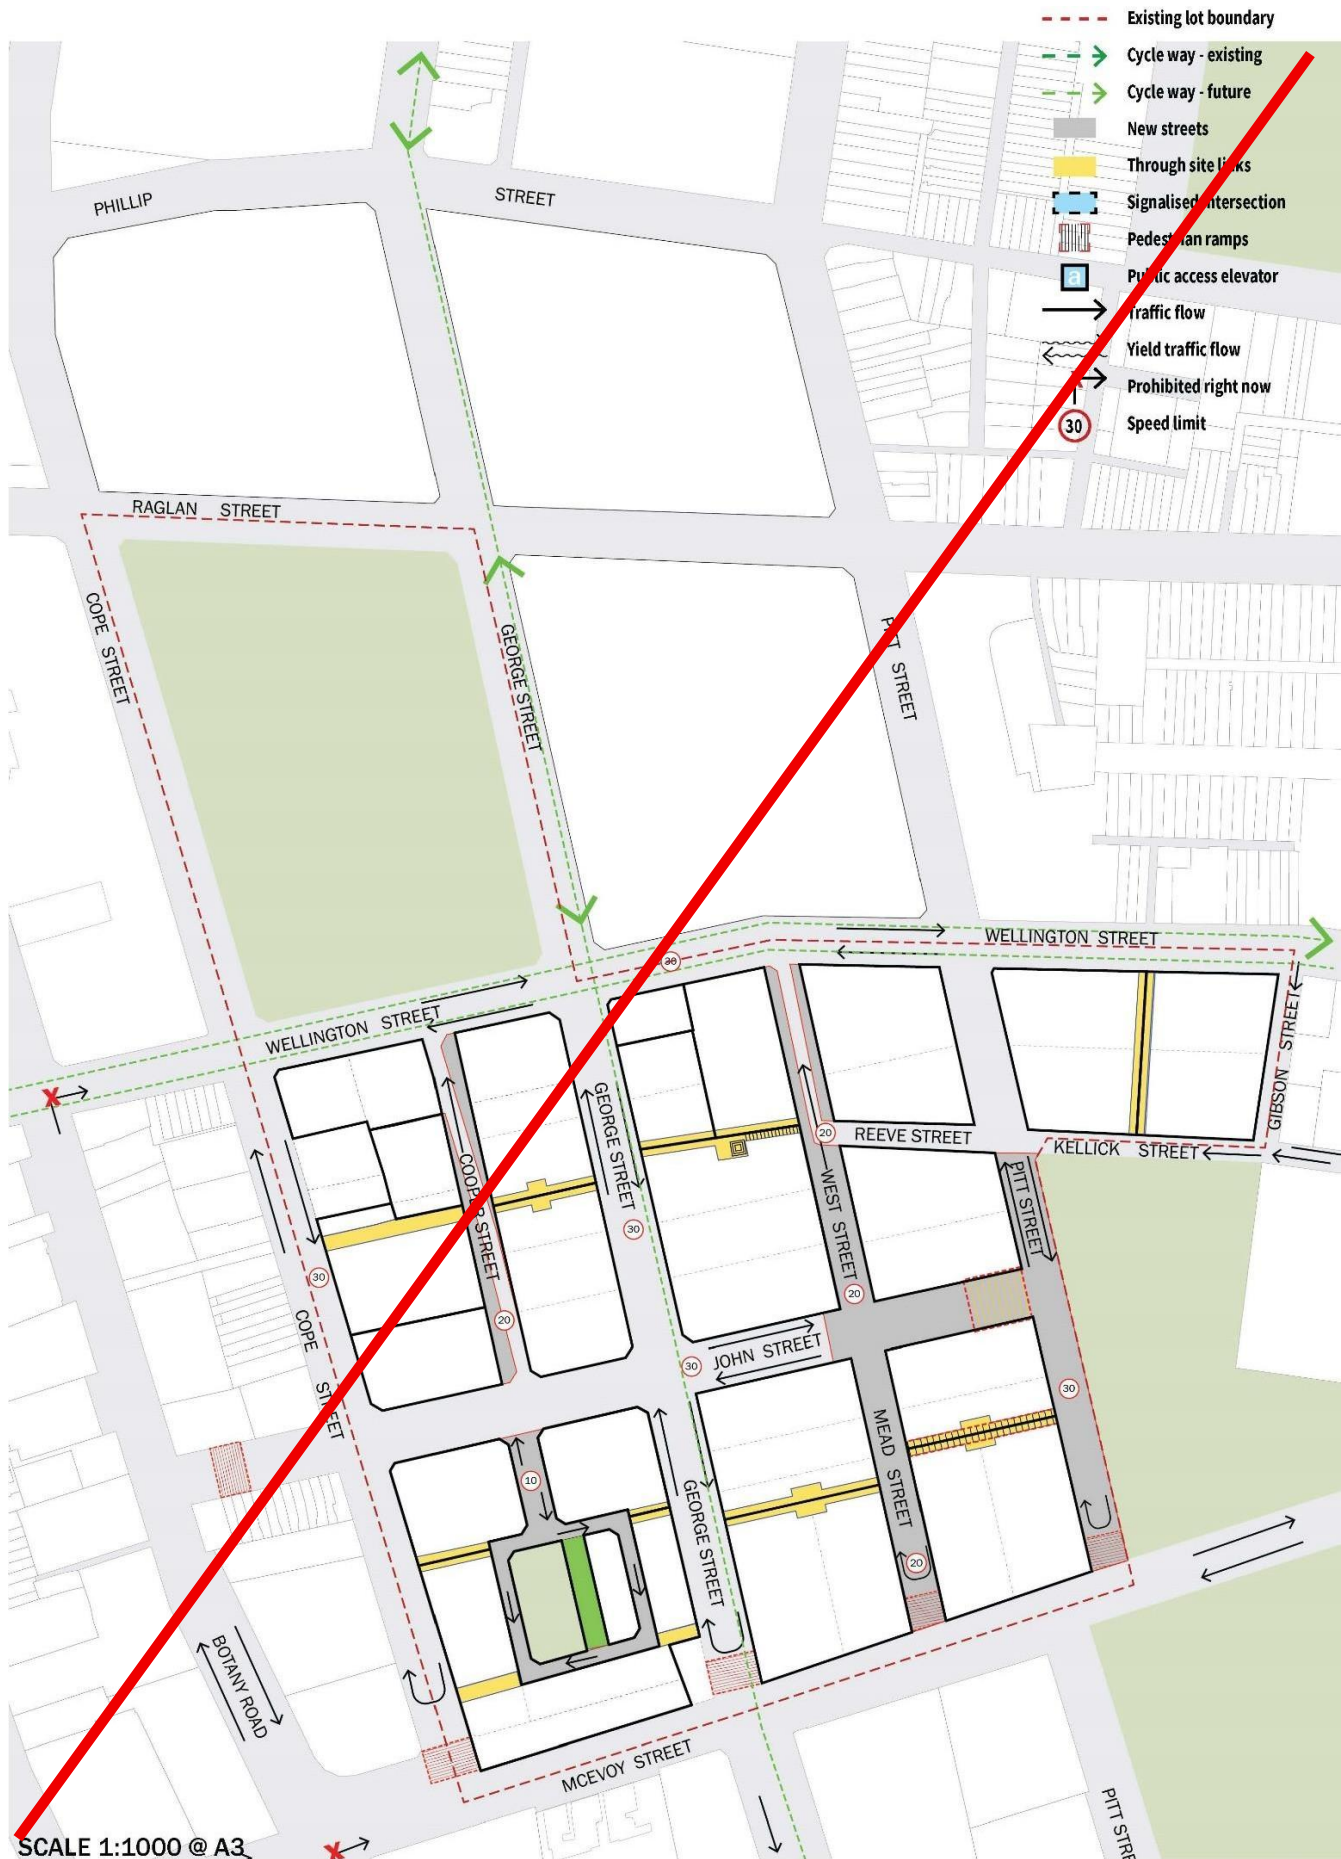 Existing lot boundary
Cycle way - existing
Cycle way - future
New streets
Through site links
Signalised intersection
Pedestrian ramps
a Public access elevator
Traffic flow
Yield traffic flow
Prohibited right now
30 Speed limit
PHILLIP STREET
RAGLAN STREET
COPE STREET
GEORGE STREET
PITT STREET
WELLINGTON STREET
30
WELLINGTON STREET
GIBSON STREET
X
GEORGE STREET
20
REEVE STREET
KELLICK STREET
COOPER STREET
WEST STREET
PITT STREET
30
30
20
20
COPE STREET
30
JOHN STREET
30
MEAD STREET
10
GEORGE STREET
20
BOTANY ROAD
MCEVOY STREET
PITT STRE
SCALE 1:1000 @ A3
X